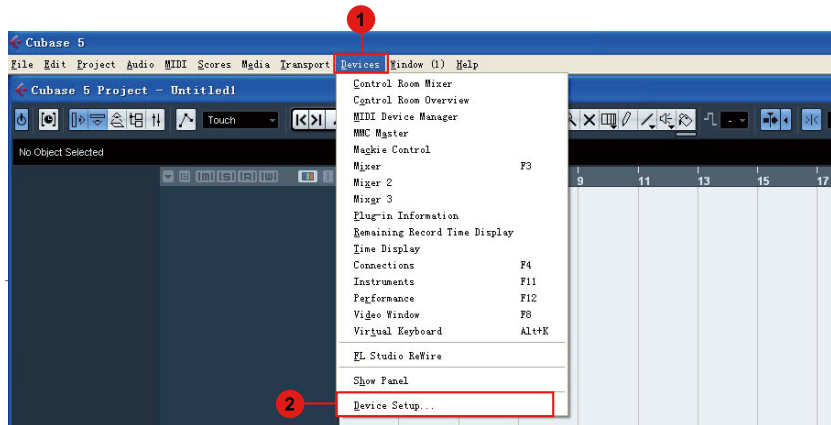 1
Cubase 5
File Edit Project Audio MIDI Scores Media Transport Devices Window (1) Help
Cubase 5 Project - Untitled1
Touch
No Object Selected
9 11 13 15 17
Control Room Mixer
Control Room Overview
MIDI Device Manager
MMC Master
Mackie Control
Mixer F3
Mixer 2
Mixer 3
Plug-in Information
Remaining Record Time Display
Time Display
Connections F4
Instruments F11
Performance F12
Video Window F8
Virtual Keyboard Alt+K
FL Studio ReWire
Show Panel
2
Device Setup...